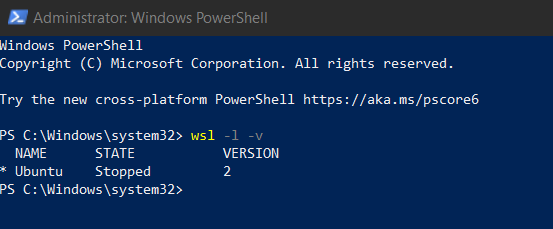 Administrator: Windows PowerShell
Windows PowerShell
Copyright (C) Microsoft Corporation. All rights reserved.
Try the new cross-platform PowerShell https://aka.ms/pscore6
PS C:\Windows\system32> wsl -l -v
  NAME      STATE           VERSION
* Ubuntu    Stopped         2
PS C:\Windows\system32>